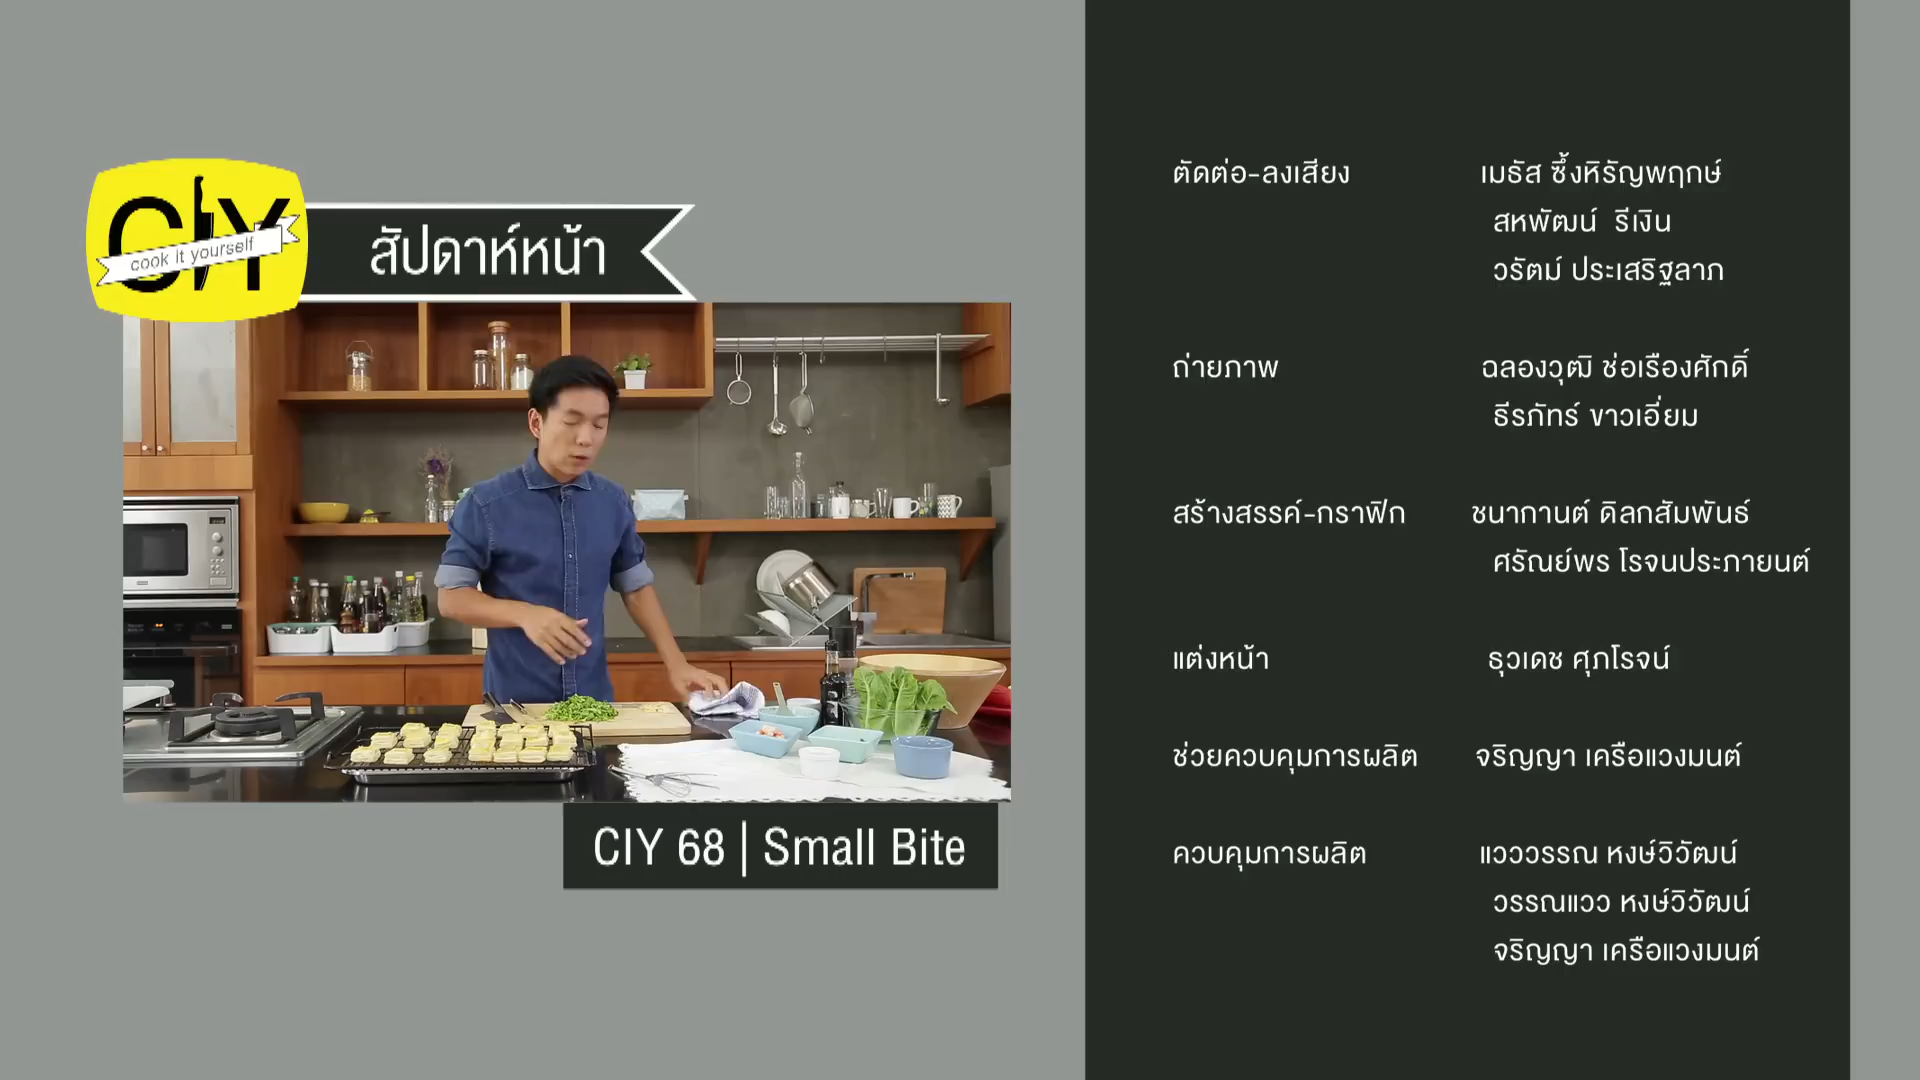 CIY
cook it yourself
สัปดาห์หน้า
CIY 68 | Small Bite
ตัดต่อ-ลงเสียง เมธัส ซึ้งหิรัญพฤกษ์
สหพัฒน์ รีเงิน
วรัตม์ ประเสริฐลาภ
ถ่ายภาพ ฉลองวุฒิ ช่อเรืองศักดิ์
ธีรภัทร์ ขาวเอี่ยม
สร้างสรรค์-กราฟิก ชนากานต์ ดิลกสัมพันธ์
ศรัณย์พร โรจนประภายนต์
แต่งหน้า ธุวเดช ศุภโรจน์
ช่วยควบคุมการผลิต จริญญา เครือแวงมนต์
ควบคุมการผลิต แวววรรณ หงษ์วิวัฒน์
วรรณแวว หงษ์วิวัฒน์
จริญญา เครือแวงมนต์